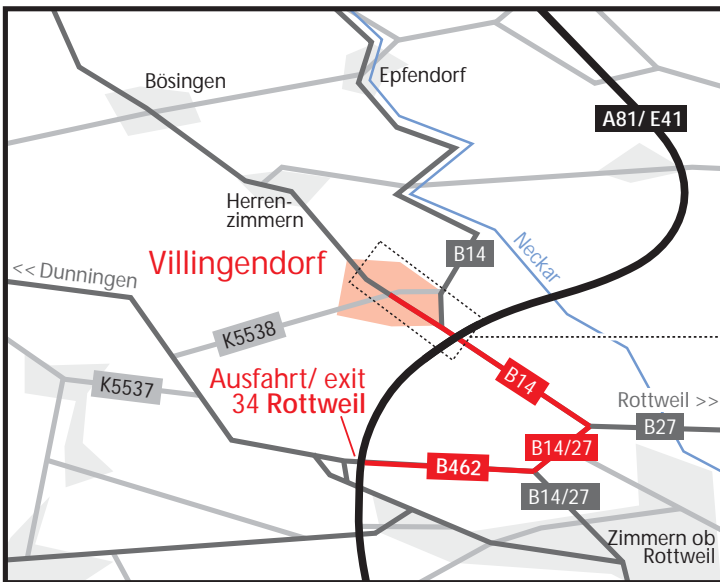 Bösingen
Epfendorf
A81/ E41
Herren-
zimmern
B14
Neckar
Villingendorf
<< Dunningen
K5538
K5537
Ausfahrt/ exit
34 Rottweil
B14
Rottweil >>
B27
B14/27
B462
B14/27
Zimmern ob
Rottweil